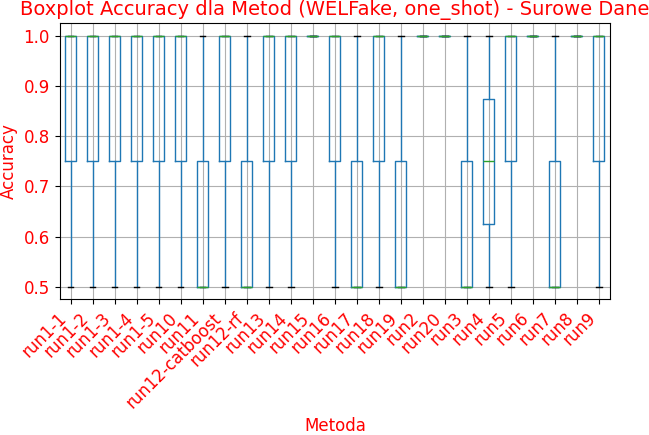 Boxplot Accuracy dla Metod (WELFake, one_shot) - Surowe Dane
1.0
0.9
0.8
0.7
0.6
0.5
Accuracy
run1-1
run1-2
run1-3
run1-4
run1-5
run10
run11
run12-catboost
run12-rf
run13
run14
run15
run16
run17
run18
run19
run2
run20
run3
run4
run5
run6
run7
run8
run9
Metoda